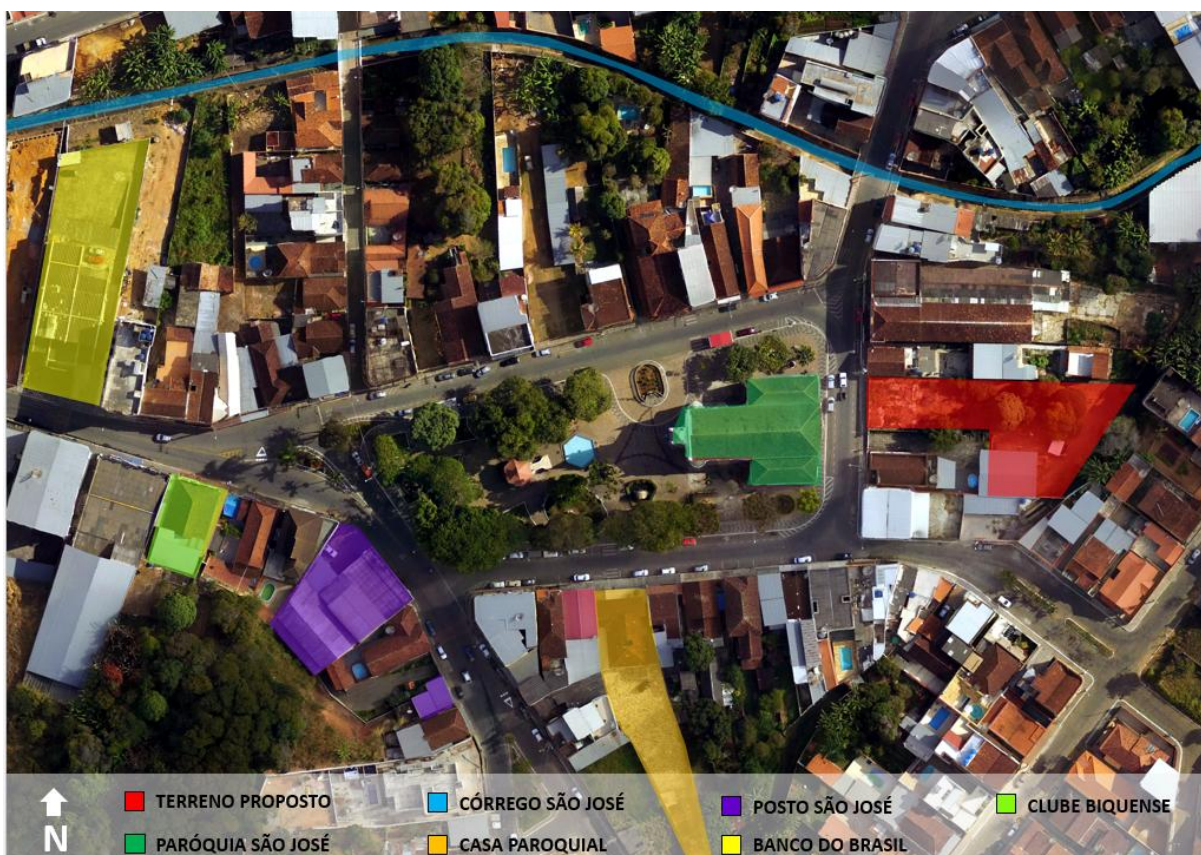 TERRENO PROPOSTO CÓRREGO SÃO JOSÉ POSTO SÃO JOSÉ CLUBE BIQUENSE
N PARÓQUIA SÃO JOSÉ CASA PAROQUIAL BANCO DO BRASIL